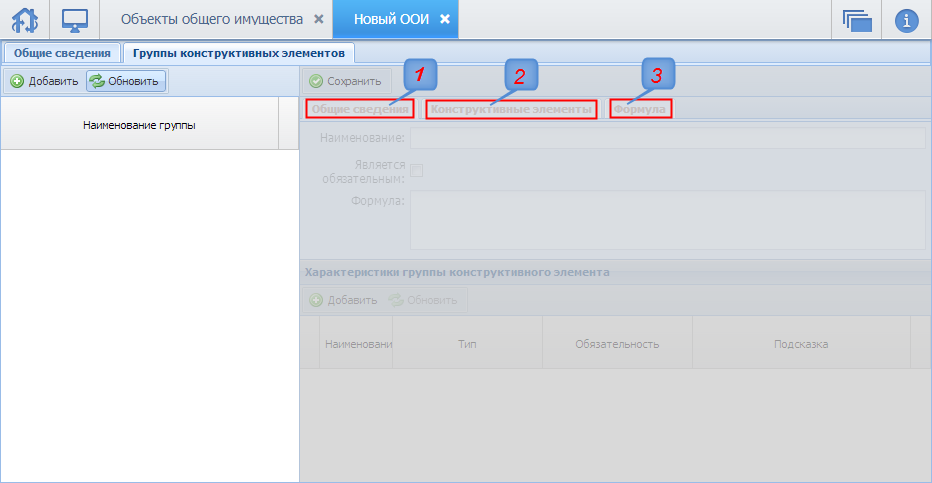 Объекты общего имущества
Новый ООИ
Общие сведения
Группы конструктивных элементов
Добавить
Обновить
Сохранить
1
2
3
Наименование группы
Общие сведения
Конструктивные элементы
Формула
Наименование:
Является
обязательным:
Формула:
Характеристики группы конструктивного элемента
Добавить
Обновить
Наименовани
Тип
Обязательность
Подсказка